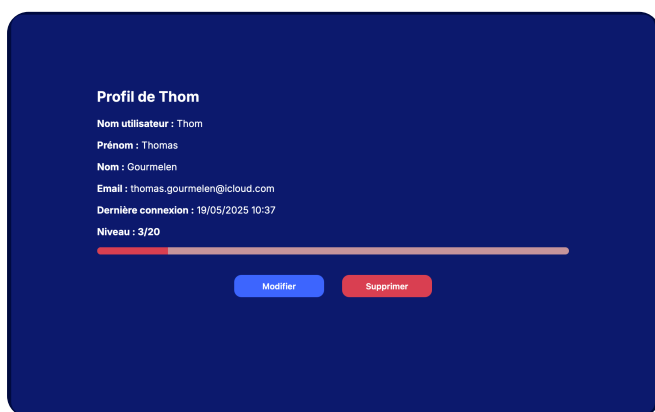 Profil de Thom
Nom utilisateur : Thom
Prénom : Thomas
Nom : Gourmelen
Email : thomas.gourmelen@icloud.com
Dernière connexion : 19/05/2025 10:37
Niveau : 3/20
Modifier Supprimer